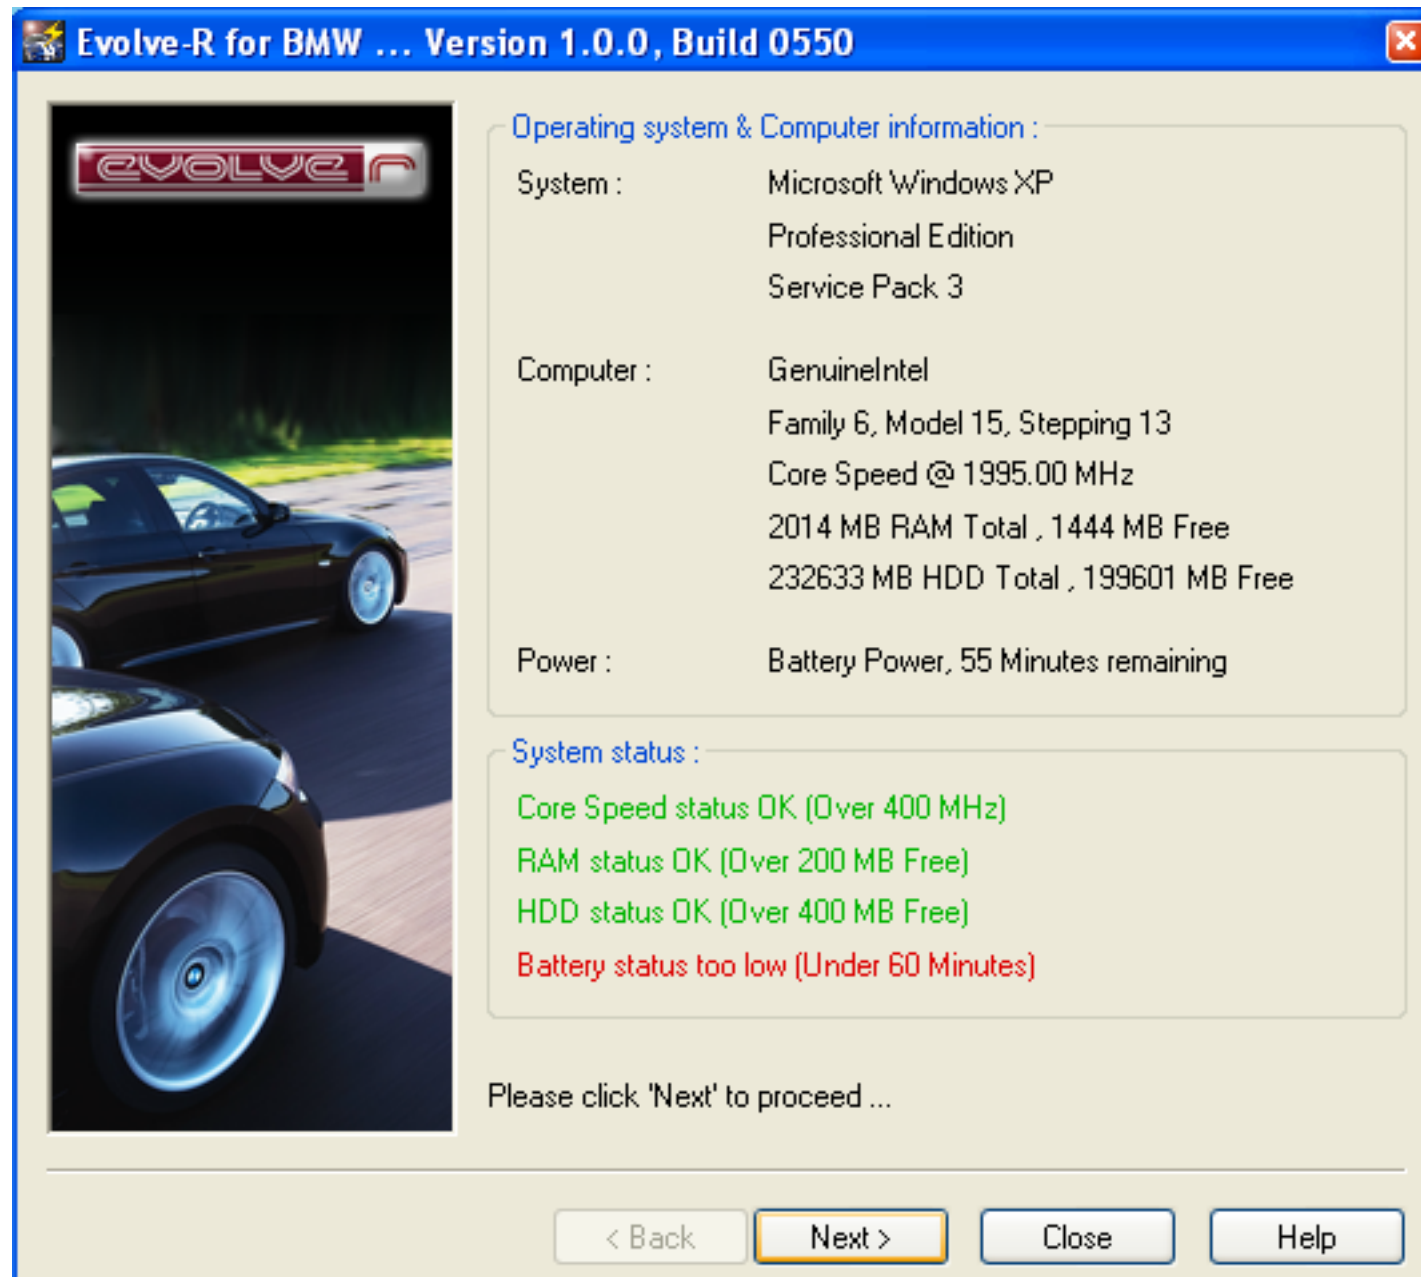 Evolve-R for BMW ... Version 1.0.0, Build 0550
evolve r
Operating system & Computer information :
System : Microsoft Windows XP
Professional Edition
Service Pack 3
Computer : GenuineIntel
Family 6, Model 15, Stepping 13
Core Speed @ 1995.00 MHz
2014 MB RAM Total , 1444 MB Free
232633 MB HDD Total , 199601 MB Free
Power : Battery Power, 55 Minutes remaining
System status :
Core Speed status OK (Over 400 MHz)
RAM status OK (Over 200 MB Free)
HDD status OK (Over 400 MB Free)
Battery status too low (Under 60 Minutes)
Please click 'Next' to proceed ...
< Back Next > Close Help